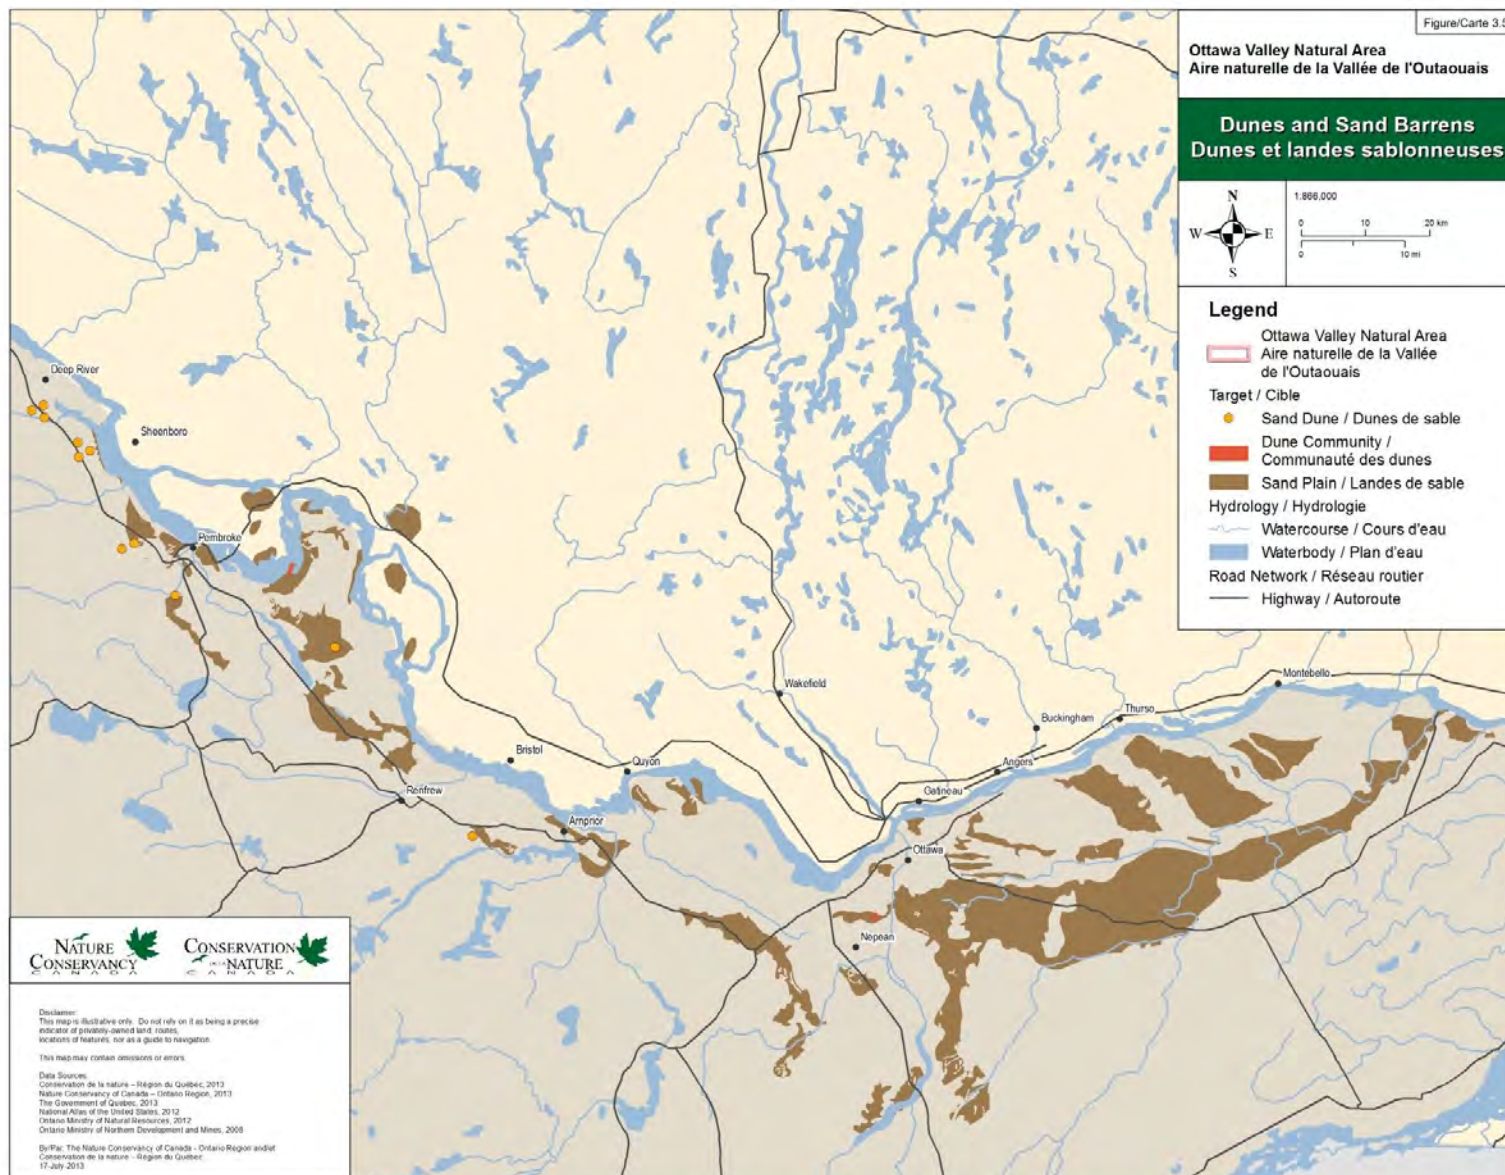 Figure/Carte 3.5
Ottawa Valley Natural Area
Aire naturelle de la Vallée de l'Outaouais
Dunes and Sand Barrens
Dunes et landes sablonneuses
N
W E
S
1:866,000
0 10 20 km
0 10 mi
Legend
Ottawa Valley Natural Area
Aire naturelle de la Vallée
de l'Outaouais
Target / Cible
Sand Dune / Dunes de sable
Dune Community /
Communauté des dunes
Sand Plain / Landes de sable
Hydrology / Hydrologie
Watercourse / Cours d'eau
Waterbody / Plan d'eau
Road Network / Réseau routier
Highway / Autoroute
Deep River
Sheenboro
Pembroke
Wakefield
Montebello
Thurso
Buckingham
Bristol
Quyon
Angers
Renfrew
Gatineau
Arnprior
Ottawa
Nepean
NATURE
CONSERVANCY
CANADA
CONSERVATION
DE LA NATURE
CANADA
Disclaimer:
This map is illustrative only. Do not rely on it as being a precise
indicator of privately-owned land, routes,
locations of features, nor as a guide to navigation.
This map may contain omissions or errors.
Data Sources:
Conservation de la nature – Région du Québec, 2013
Nature Conservancy of Canada – Ontario Region, 2013
The Government of Quebec, 2013
National Atlas of the United States, 2012
Ontario Ministry of Natural Resources, 2012
Ontario Ministry of Northern Development and Mines, 2008
By/Par: The Nature Conservancy of Canada - Ontario Region and/et
Conservation de la nature - Région du Québec
17-July-2013